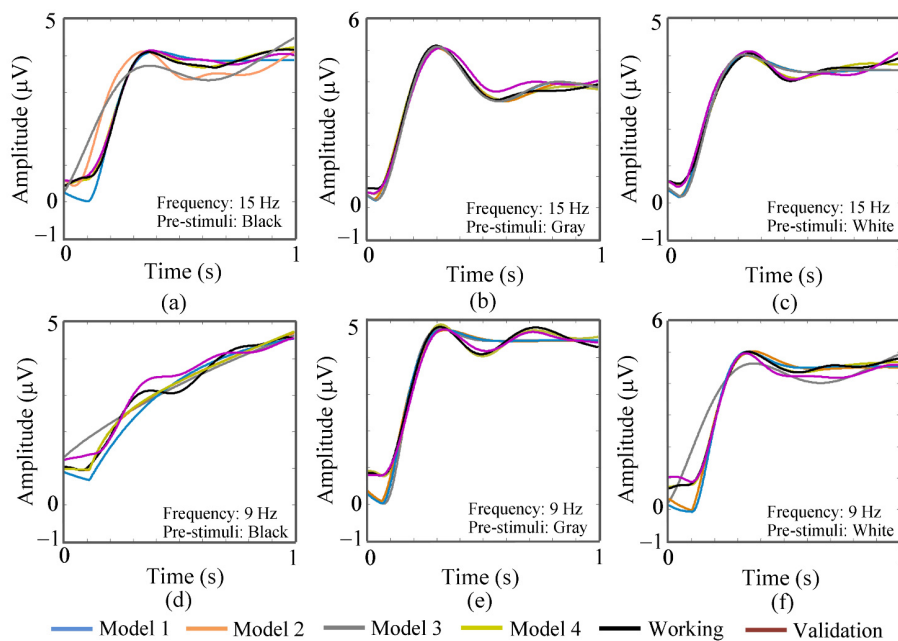 5
Amplitude (μV)
0
−1
Frequency: 15 Hz
Pre-stimuli: Black
0
1
Time (s)
(a)
6
Amplitude (μV)
0
−1
Frequency: 15 Hz
Pre-stimuli: Gray
0
1
Time (s)
(b)
5
Amplitude (μV)
0
−1
Frequency: 15 Hz
Pre-stimuli: White
0
1
Time (s)
(c)
5
Amplitude (μV)
0
−1
Frequency: 9 Hz
Pre-stimuli: Black
0
1
Time (s)
(d)
5
Amplitude (μV)
0
−1
Frequency: 9 Hz
Pre-stimuli: Gray
0
1
Time (s)
(e)
6
Amplitude (μV)
0
−1
Frequency: 9 Hz
Pre-stimuli: White
0
1
Time (s)
(f)
Model 1 Model 2 Model 3 Model 4 Working Validation